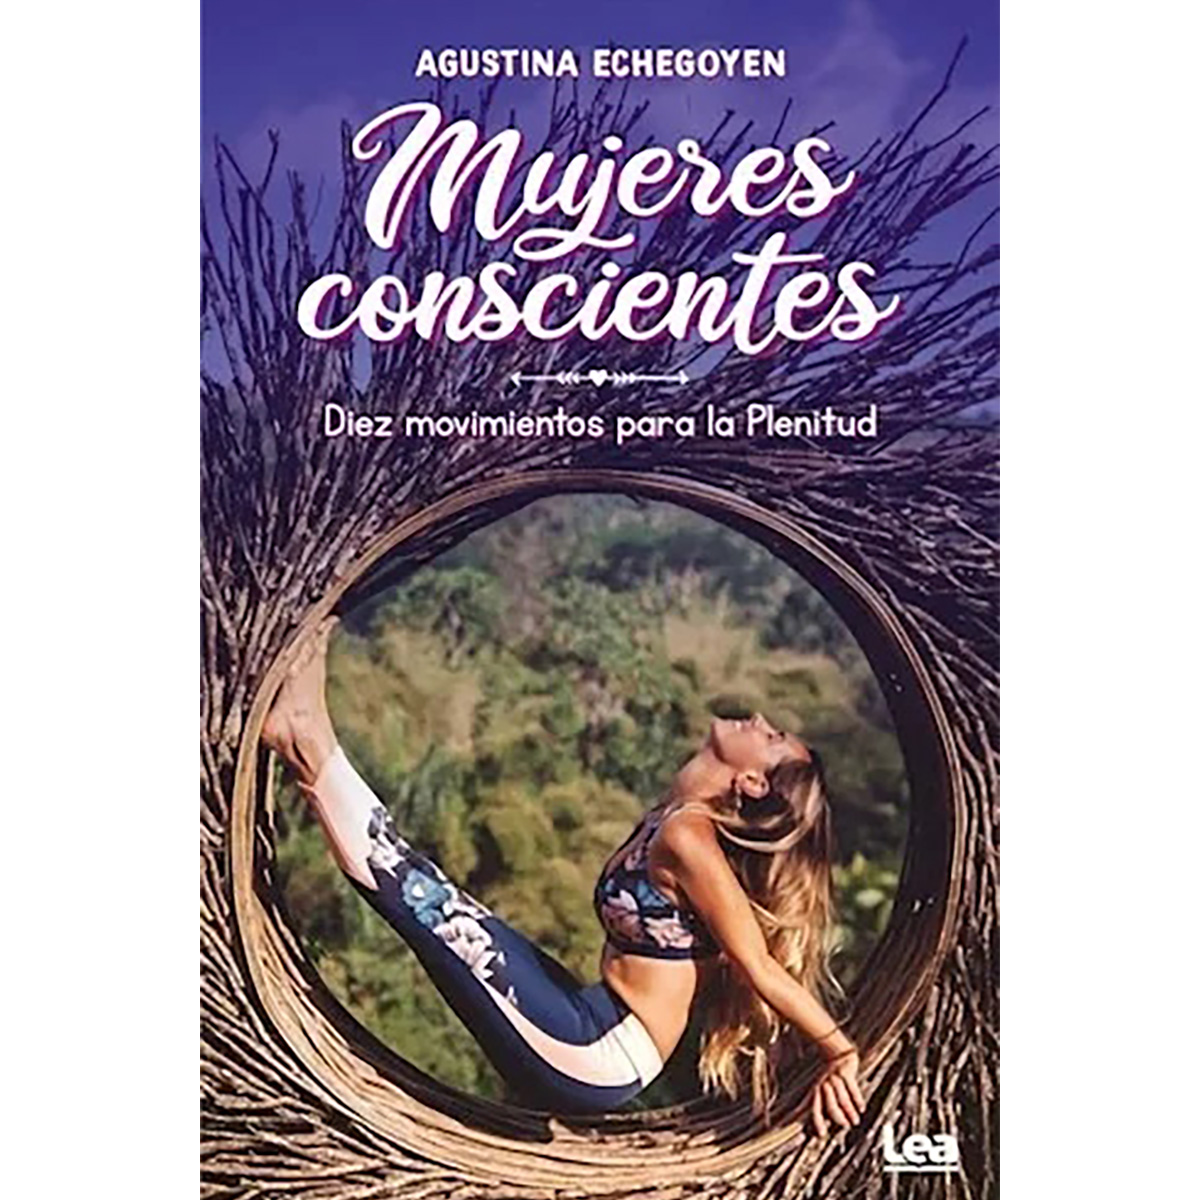 AGUSTINA ECHEGOYEN
Mujeres
conscientes
Diez movimientos para la Plenitud
Lea